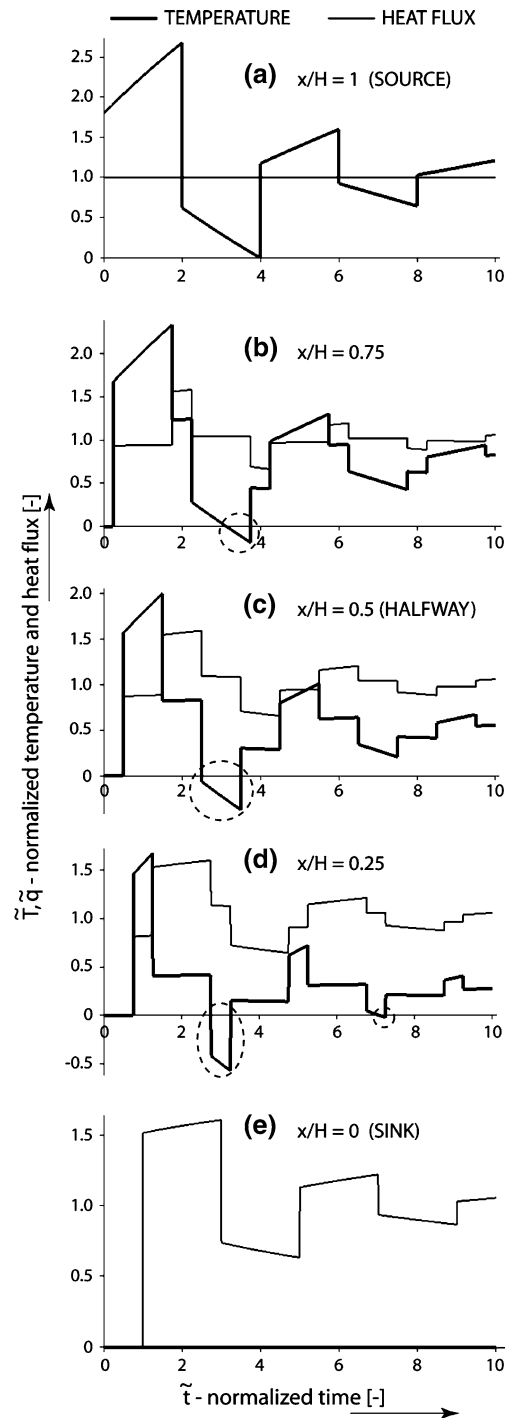 TEMPERATURE HEAT FLUX
(a) x/H = 1 (SOURCE)
2.5
2.0
1.5
1.0
0.5
0
0 2 4 6 8 10
(b) x/H = 0.75
2.0
1.5
1.0
0.5
0
0 2 4 6 8 10
(c) x/H = 0.5 (HALFWAY)
2.0
1.5
1.0
0.5
0
0 2 4 6 8 10
(d) x/H = 0.25
1.5
1.0
0.5
0
-0.5
0 2 4 6 8 10
(e) x/H = 0 (SINK)
1.5
1.0
0.5
0
0 2 4 6 8 10
T̃, q̃ - normalized temperature and heat flux [-]
t̃ - normalized time [-]